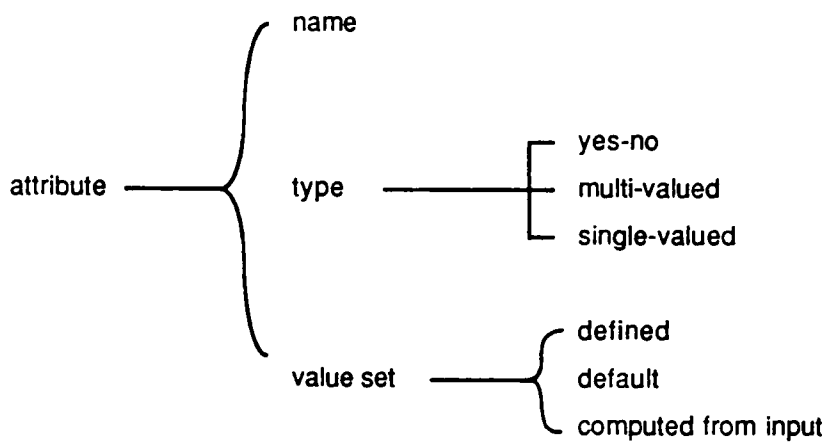 name
attribute
type
yes-no
multi-valued
single-valued
value set
defined
default
computed from input